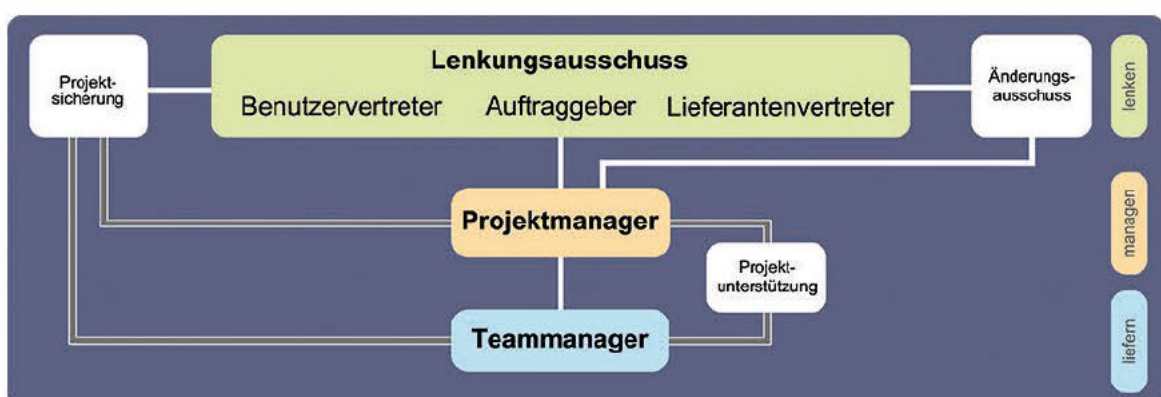 Projekt-
sicherung
Lenkungsausschuss
Benutzervertreter Auftraggeber Lieferantenvertreter
Änderungs-
ausschuss
lenken
Projektmanager
managen
Projekt-
unterstützung
Teammanager
liefern